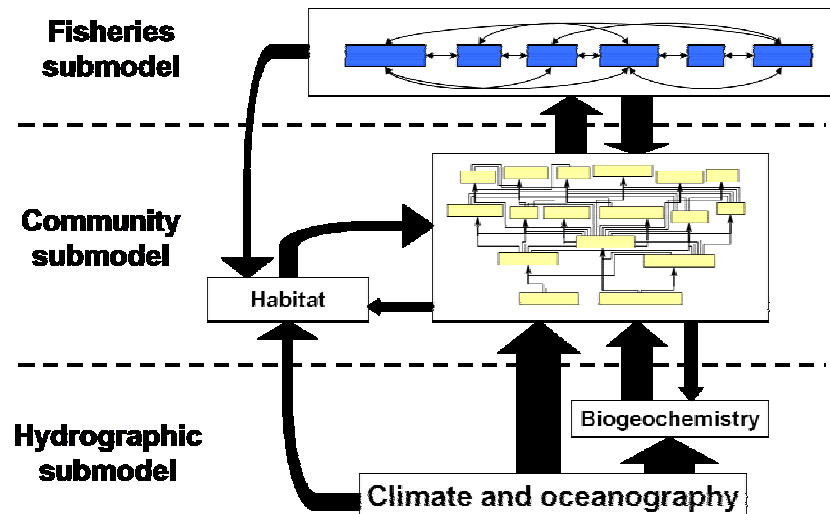 Fisheries
submodel
Community
submodel
Habitat
Hydrographic
submodel
Biogeochemistry
Climate and oceanography